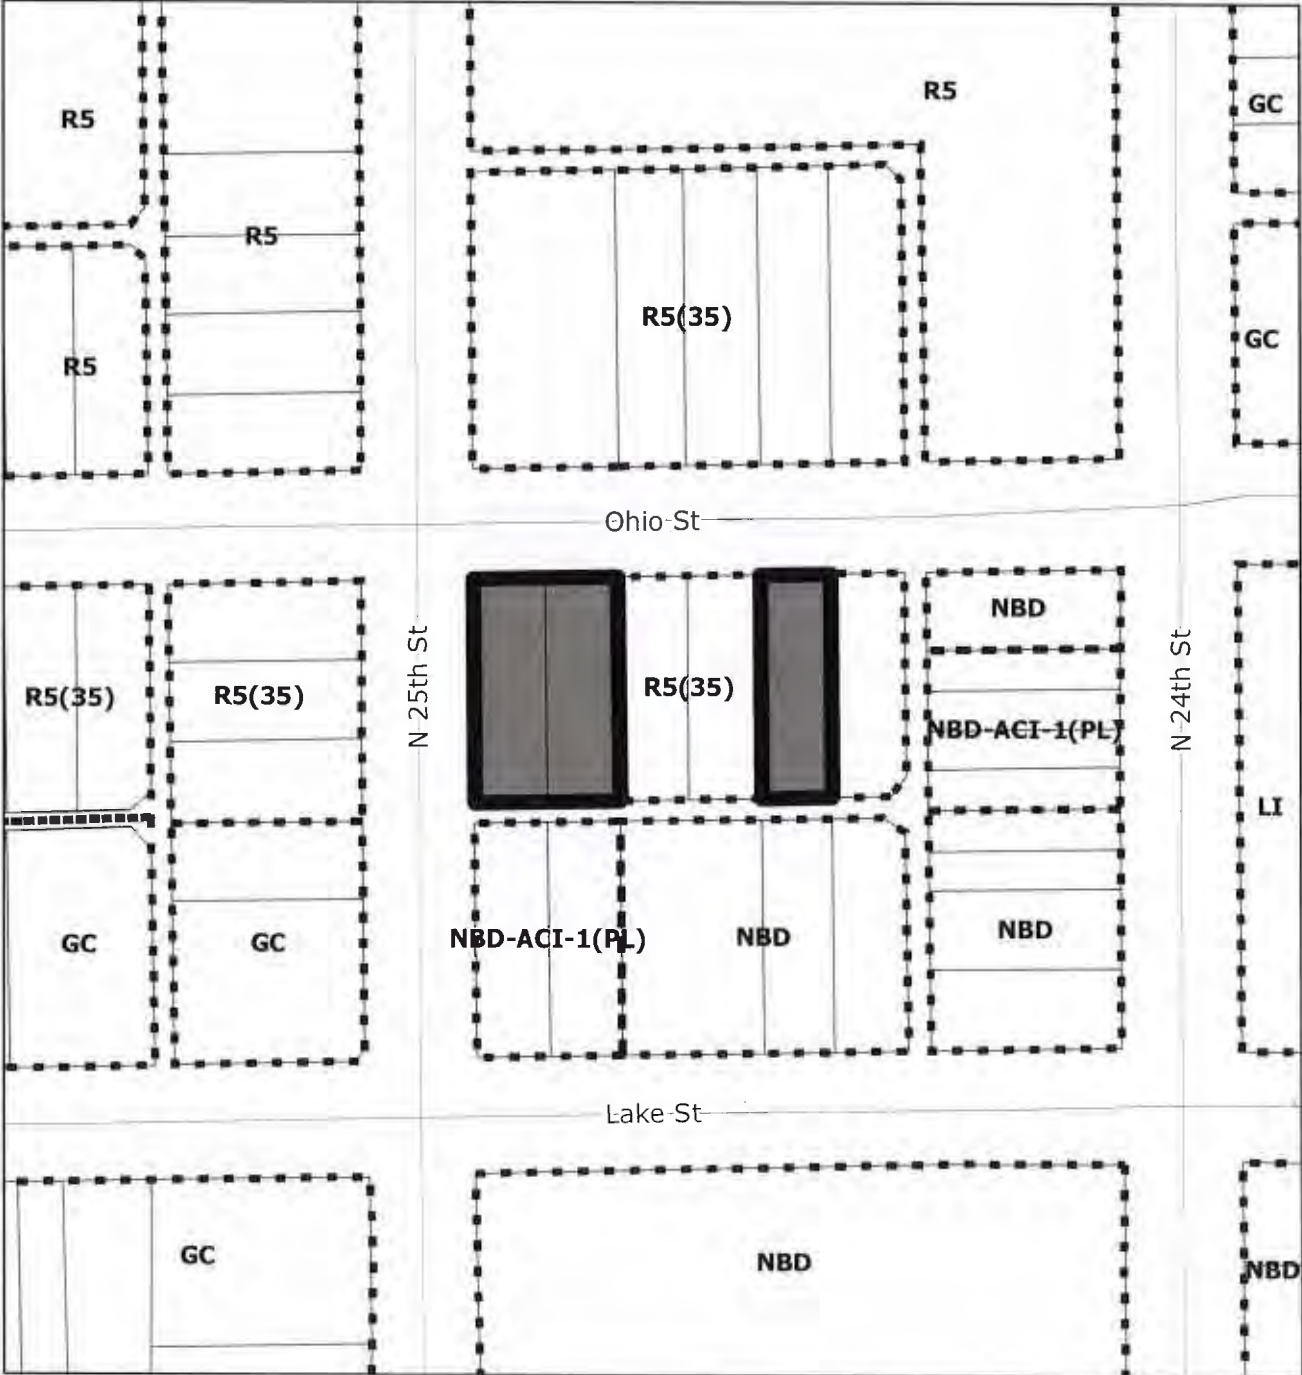 R5
R5
GC
R5
R5(35)
GC
R5
Ohio St
NBD
N 25th St
N 24th St
R5(35)
R5(35)
R5(35)
NBD-ACI-1(PL)
LI
GC
GC
NBD-ACI-1(PL)
NBD
NBD
Lake St
GC
NBD
NBD